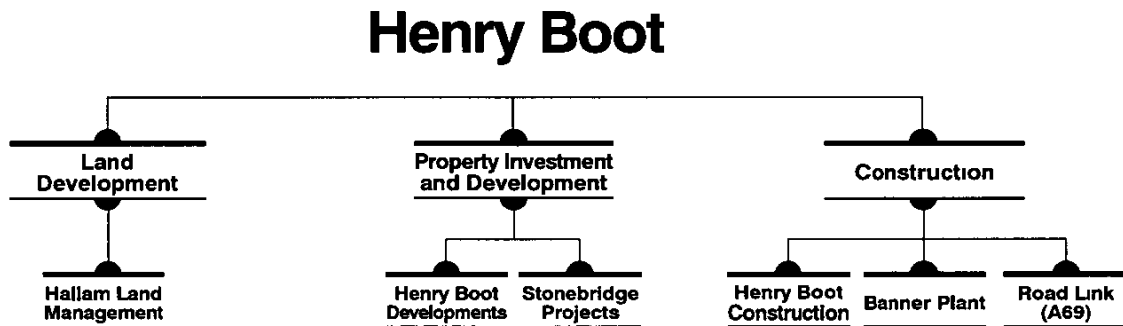 Henry Boot
Land
Development
Property Investment
and Development
Construction
Hallam Land
Management
Henry Boot
Developments
Stonebridge
Projects
Henry Boot
Construction
Banner Plant
Road Link
(A69)